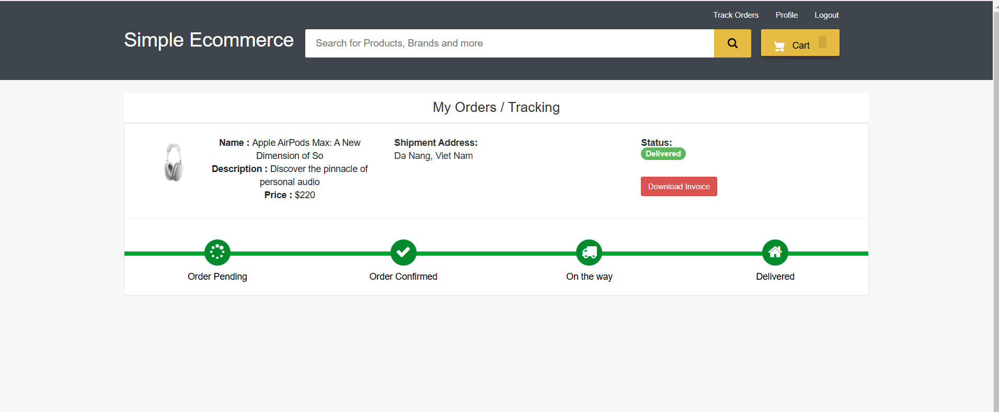 Track Orders Profile Logout
Simple Ecommerce
Search for Products, Brands and more
Cart
My Orders / Tracking
Name : Apple AirPods Max: A New
Dimension of So
Description : Discover the pinnacle of
personal audio
Price : $220
Shipment Address:
Da Nang, Viet Nam
Status:
Delivered
Download Invoice
Order Pending
Order Confirmed
On the way
Delivered